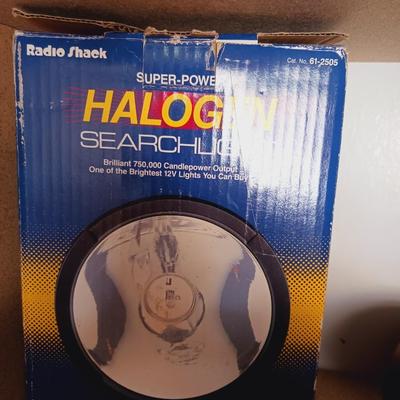 Radio Shack
Cat. No. 61-2505
SUPER-POWER
HALOGEN
SEARCHLIGHT
Brilliant 750,000 Candlepower Output
One of the Brightest 12V Lights You Can Buy